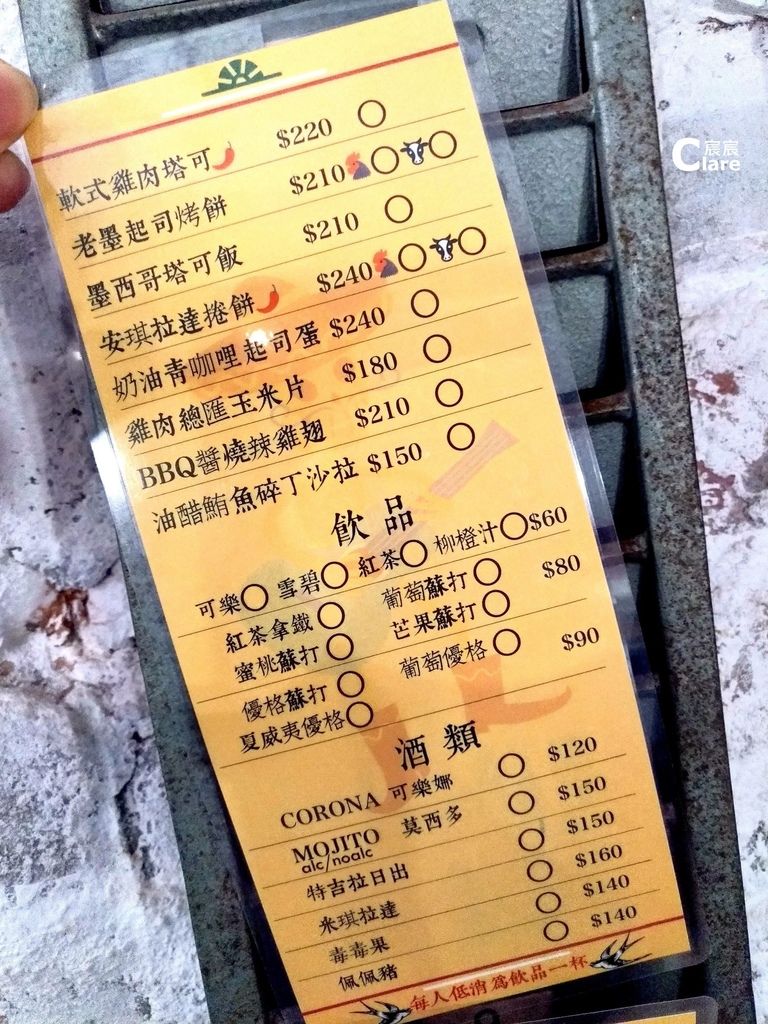 軟式雞肉塔可 $220
老墨起司烤餅 $210
墨西哥塔可飯 $210
安琪拉達捲餅 $240
奶油青咖哩起司蛋 $240
雞肉總匯玉米片 $180
BBQ醬燒辣雞翅 $210
油醋鮪魚碎丁沙拉 $150
飲品
可樂 雪碧 紅茶 柳橙汁 $60
紅茶拿鐵 葡萄蘇打 $80
蜜桃蘇打 芒果蘇打
優格蘇打 葡萄優格 $90
夏威夷優格
酒類
CORONA 可樂娜 $120
MOJITO 莫西多 $150
alc/noalc
特吉拉日出 $150
米琪拉達 $160
毒毒果 $140
佩佩豬 $140
每人低消為飲品一杯
宸宸
Clare